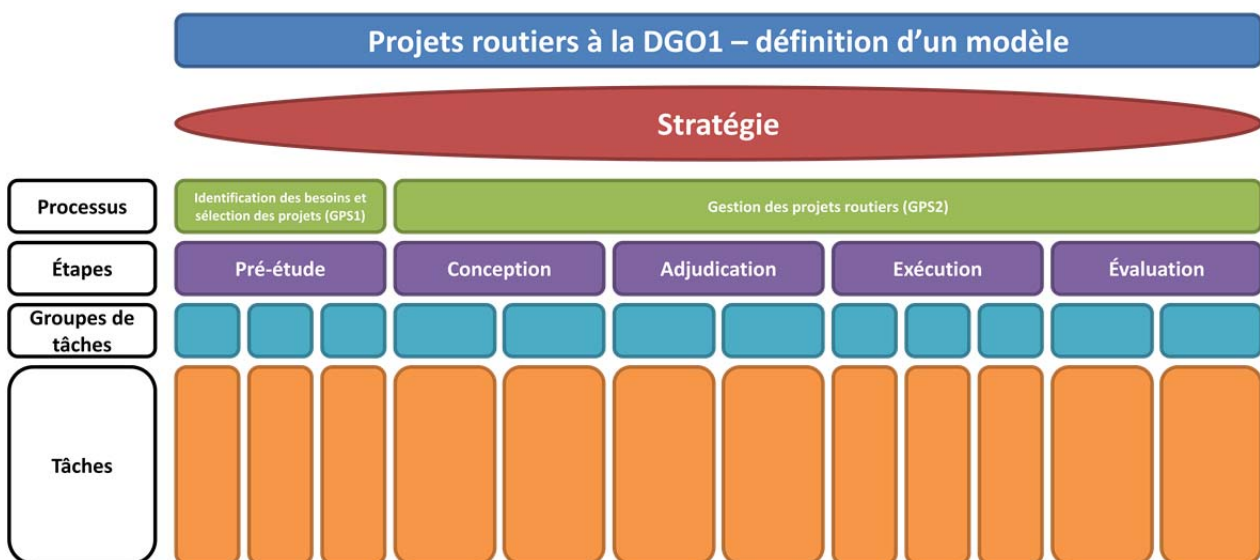 Projets routiers à la DGO1 – définition d’un modèle
Stratégie
Processus
Identification des besoins et
sélection des projets (GPS1)
Gestion des projets routiers (GPS2)
Étapes
Pré-étude
Conception
Adjudication
Exécution
Évaluation
Groupes de
tâches
Tâches